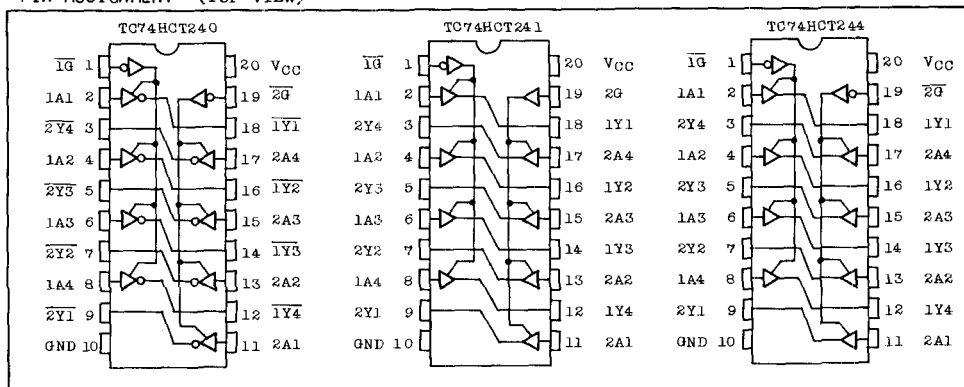 PIN ASSIGNMENT (TOP VIEW)
TC74HCT240
1G 1
1A1 2
2Y4 3
1A2 4
2Y3 5
1A3 6
2Y2 7
1A4 8
2Y1 9
GND 10
20 VCC
19 2G
18 1Y1
17 2A4
16 1Y2
15 2A3
14 1Y3
13 2A2
12 1Y4
11 2A1
TC74HCT241
1G 1
1A1 2
2Y4 3
1A2 4
2Y3 5
1A3 6
2Y2 7
1A4 8
2Y1 9
GND 10
20 VCC
19 2G
18 1Y1
17 2A4
16 1Y2
15 2A3
14 1Y3
13 2A2
12 1Y4
11 2A1
TC74HCT244
1G 1
1A1 2
2Y4 3
1A2 4
2Y3 5
1A3 6
2Y2 7
1A4 8
2Y1 9
GND 10
20 VCC
19 2G
18 1Y1
17 2A4
16 1Y2
15 2A3
14 1Y3
13 2A2
12 1Y4
11 2A1